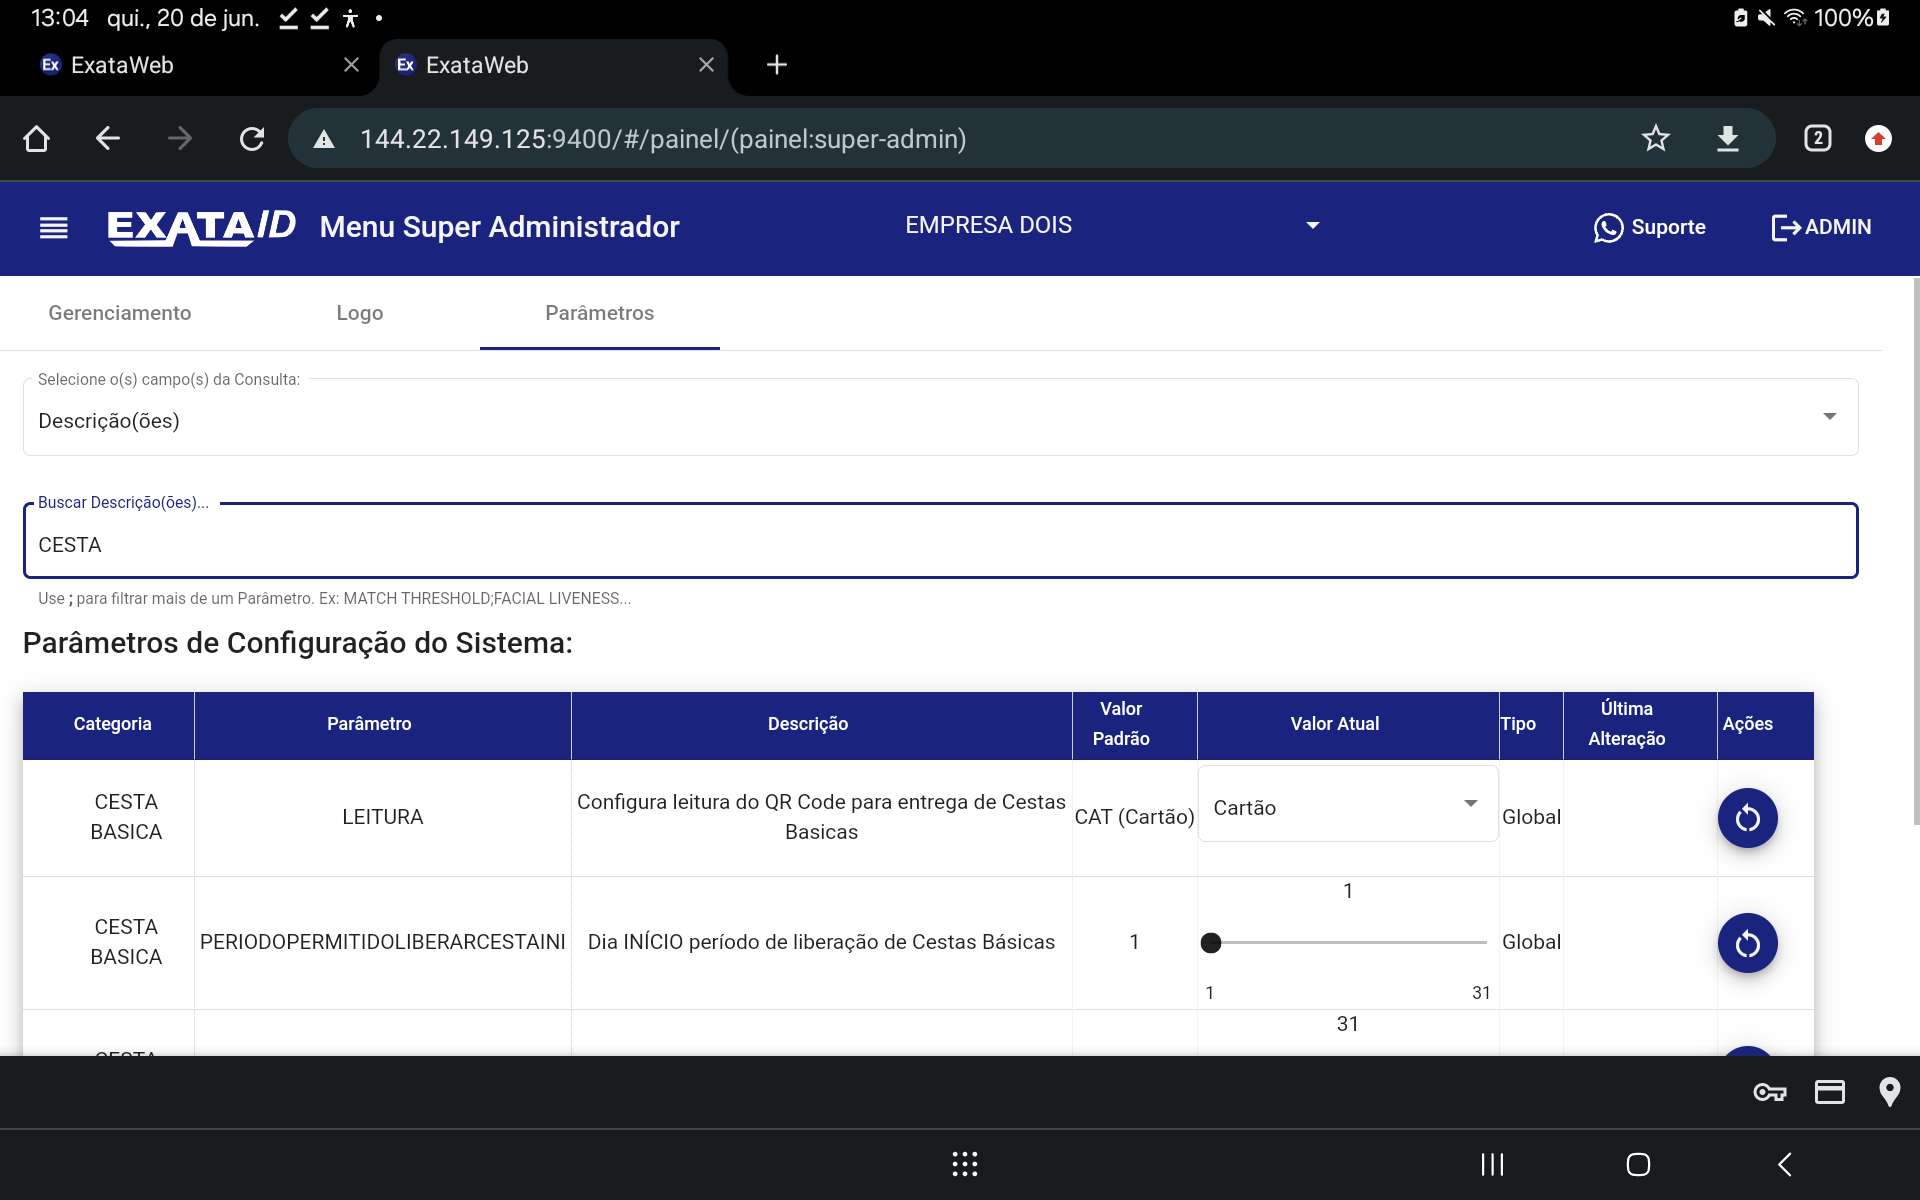 13:04 qui., 20 de jun.
100%
Ex ExataWeb
Ex ExataWeb
144.22.149.125:9400/#/painel/(painel:super-admin)
2
EXATA/ID Menu Super Administrador
EMPRESA DOIS
Suporte
ADMIN
Gerenciamento
Logo
Parâmetros
Selecione o(s) campo(s) da Consulta:
Descrição(ões)
Buscar Descrição(ões)...
CESTA
Use ; para filtrar mais de um Parâmetro. Ex: MATCH THRESHOLD;FACIAL LIVENESS...
Parâmetros de Configuração do Sistema:
Categoria
Parâmetro
Descrição
Valor
Padrão
Valor Atual
Tipo
Última
Alteração
Ações
CESTA
BASICA
LEITURA
Configura leitura do QR Code para entrega de Cestas
Basicas
CAT (Cartão)
Cartão
Global
CESTA
BASICA
PERIODOPERMITIDOLIBERARCESTAINI
Dia INÍCIO período de liberação de Cestas Básicas
1
1
1
31
Global
CESTA
31